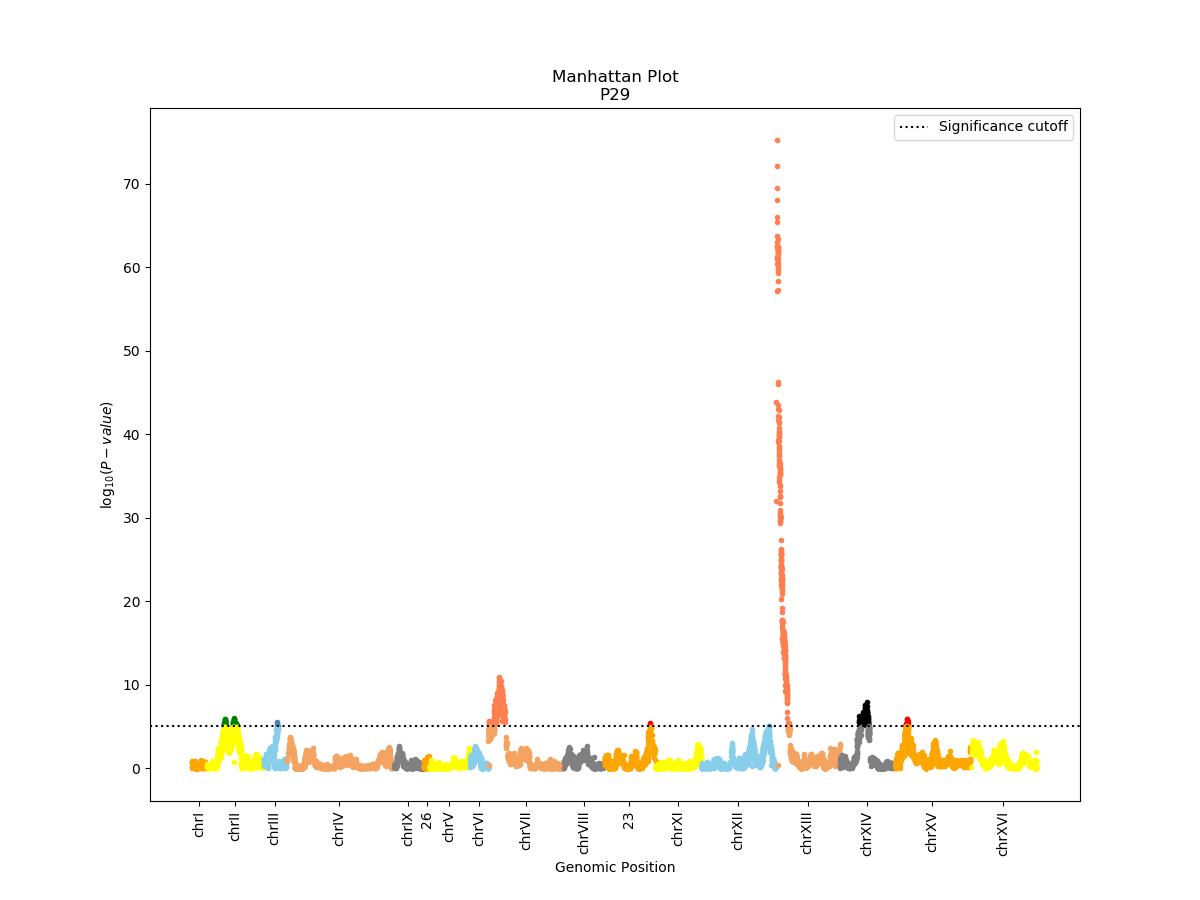 Manhattan Plot
P29
Significance cutoff
70
60
50
40
30
20
10
0
log10(P − value)
chrI
chrII
chrIII
chrIV
chrIX
26
chrV
chrVI
chrVII
chrVIII
23
chrXI
chrXII
chrXIII
chrXIV
chrXV
chrXVI
Genomic Position